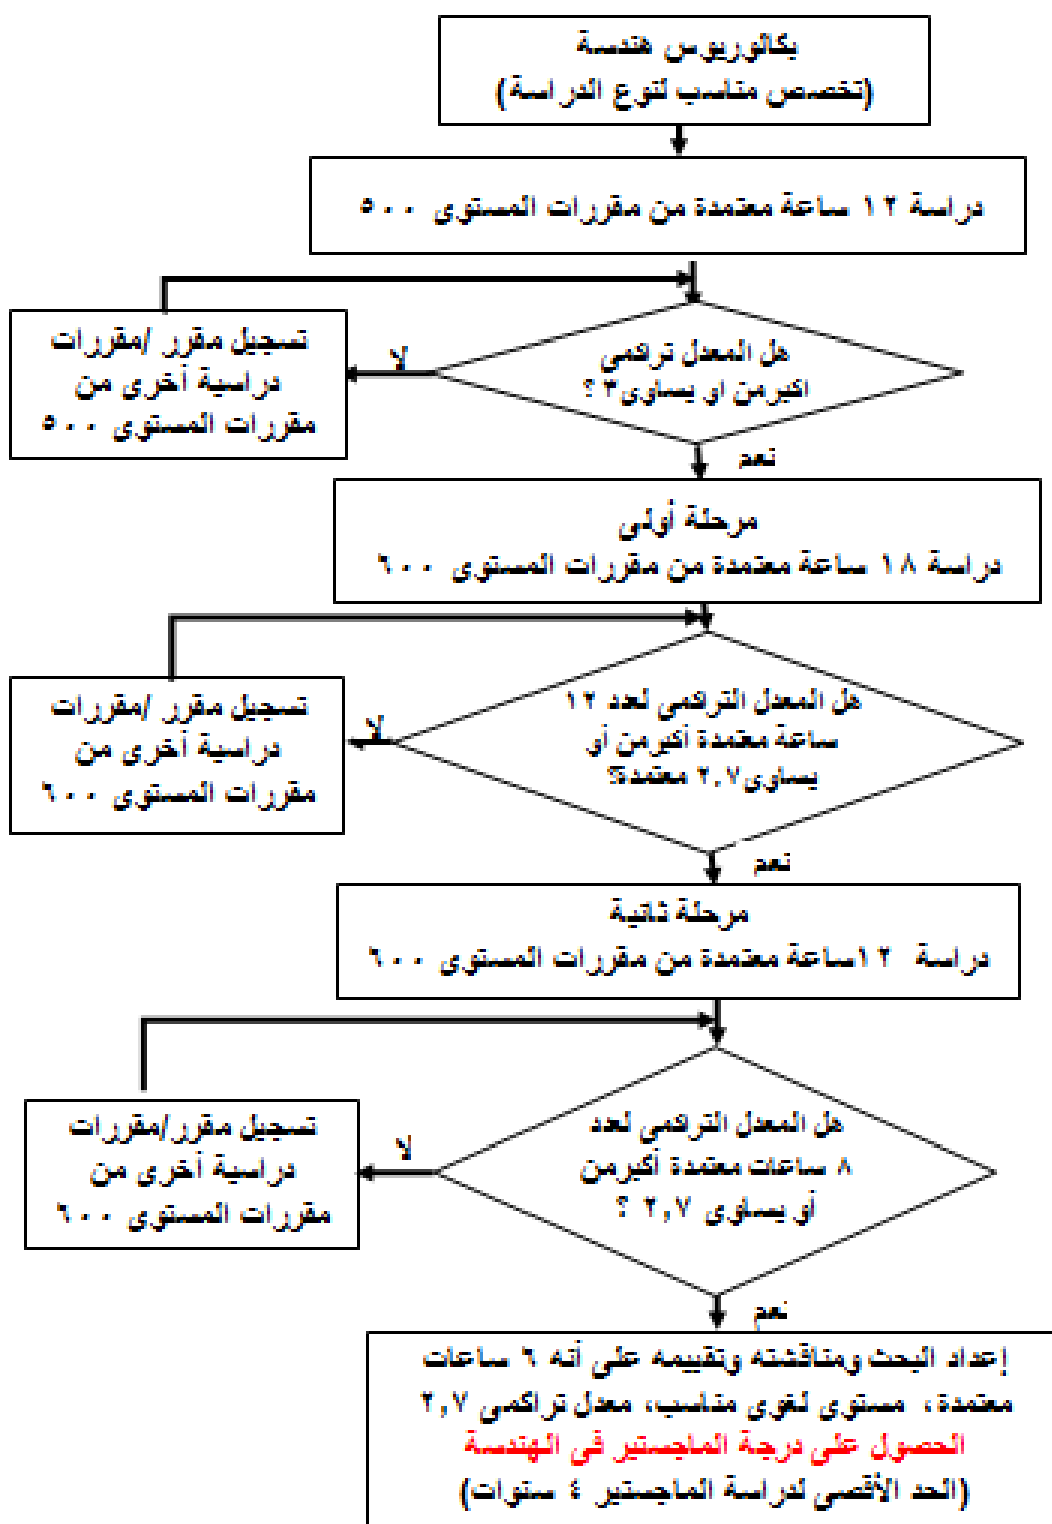 بكالوريوس هندسة
(تخصص مناسب لنوع الدراسة)
دراسة ١٢ ساعة معتمدة من مقررات المستوى ٥٠٠
هل المعدل تراكمي
اكبر من او يساوى٣ ؟
لا
تسجيل مقرر /مقررات
دراسية أخرى من
مقررات المستوى ٥٠٠
نعم
مرحلة أولى
دراسة ١٨ ساعة معتمدة من مقررات المستوى ٦٠٠
هل المعدل التراكمي لعدد ١٢
ساعة معتمدة أكبر من أو
يساوى٢,٧ معتمدة؟
لا
تسجيل مقرر /مقررات
دراسية أخرى من
مقررات المستوى ٦٠٠
نعم
مرحلة ثانية
دراسة ١٢ساعة معتمدة من مقررات المستوى ٦٠٠
هل المعدل التراكمي لعدد
٨ ساعات معتمدة أكبرمن
أو يساوى ٢,٧ ؟
لا
تسجيل مقرر/مقررات
دراسية أخرى من
مقررات المستوى ٦٠٠
نعم
إعداد البحث ومناقشته وتقييمه على أنه ٦ ساعات
معتمدة، مستوى لغوى مناسب، معدل تراكمى ٢,٧
الحصول على درجة الماجستير فى الهندسة
(الحد الأقصى لدراسة الماجستير ٤ سنوات)